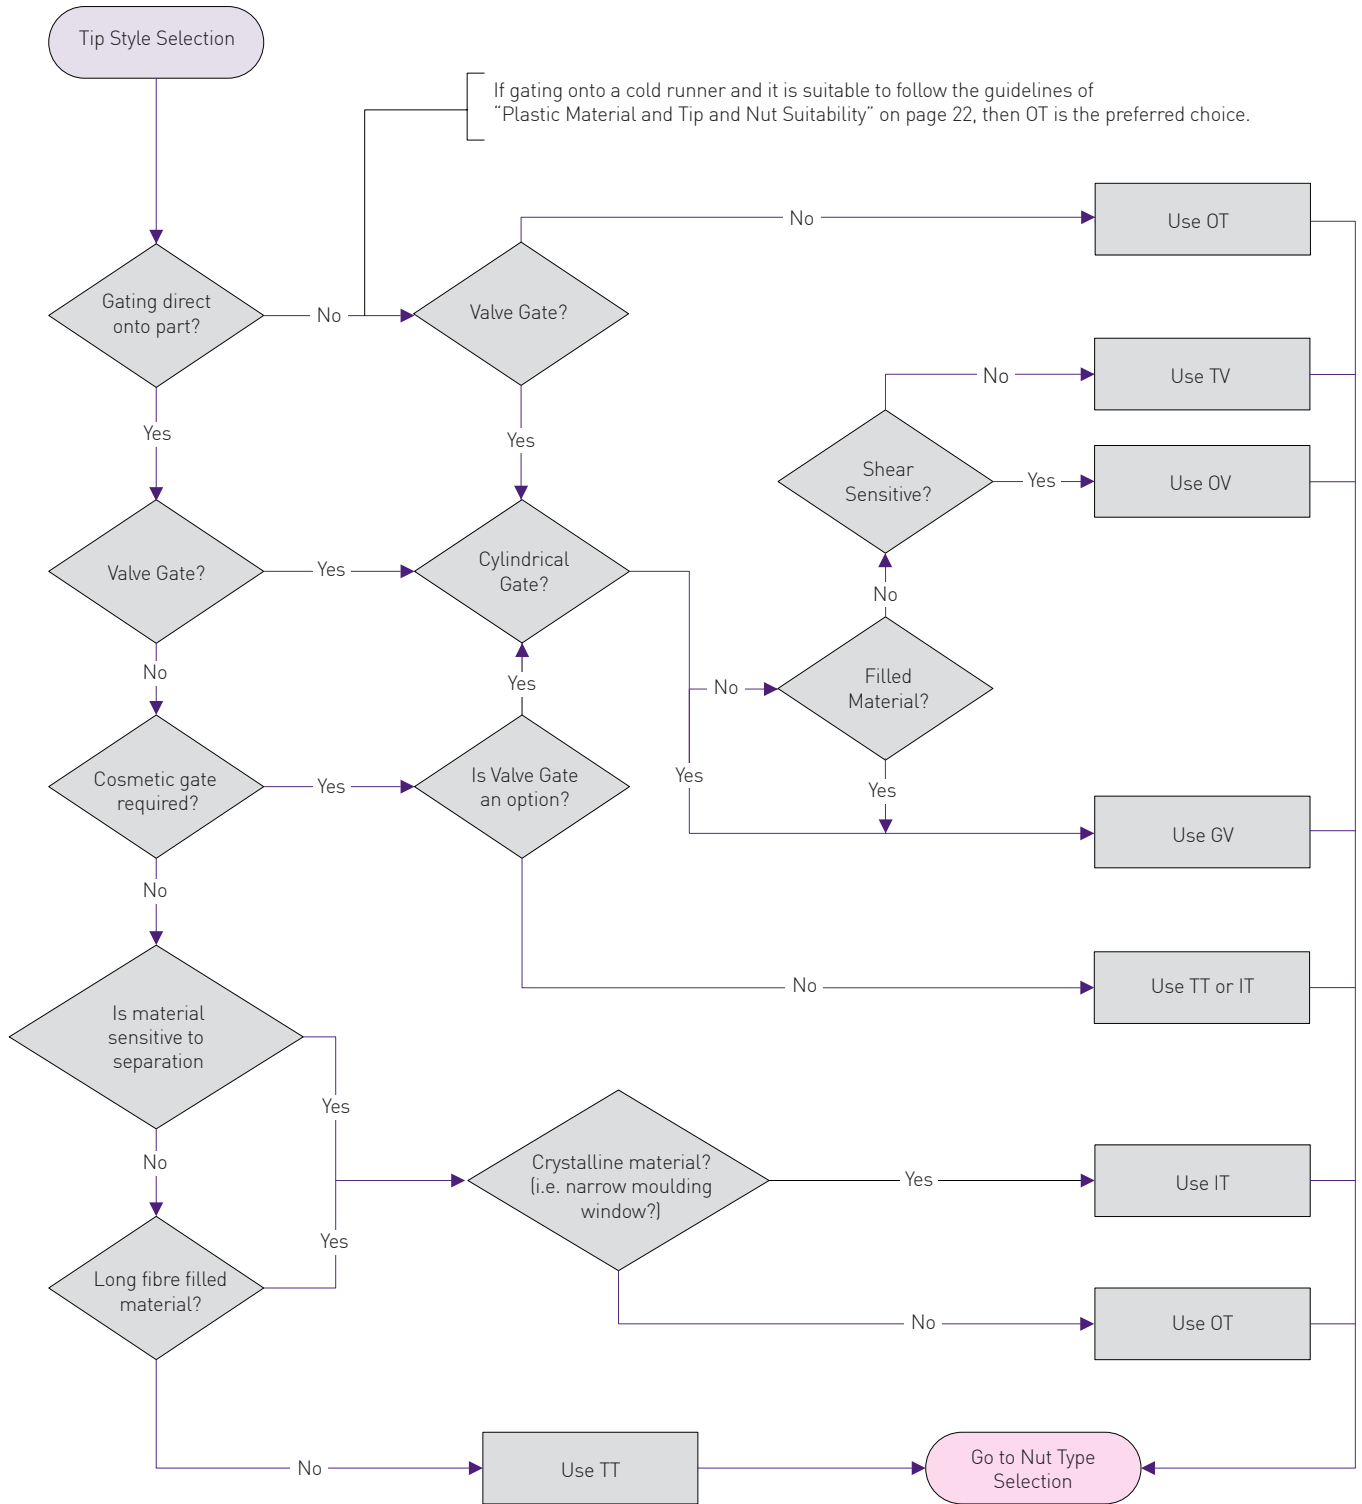 Tip Style Selection
If gating onto a cold runner and it is suitable to follow the guidelines of
“Plastic Material and Tip and Nut Suitability” on page 22, then OT is the preferred choice.
No
Use OT
Gating direct
onto part?
No
Valve Gate?
No
Use TV
Yes
Yes
Shear
Sensitive?
Yes
Use OV
Valve Gate?
Yes
Cylindrical
Gate?
No
No
Yes
No
Filled
Material?
Cosmetic gate
required?
Yes
Is Valve Gate
an option?
Yes
Yes
Use GV
No
No
Use TT or IT
Is material
sensitive to
separation
Yes
No
Crystalline material?
(i.e. narrow moulding
window?)
Yes
Use IT
Yes
Long fibre filled
material?
No
Use OT
No
Use TT
Go to Nut Type
Selection